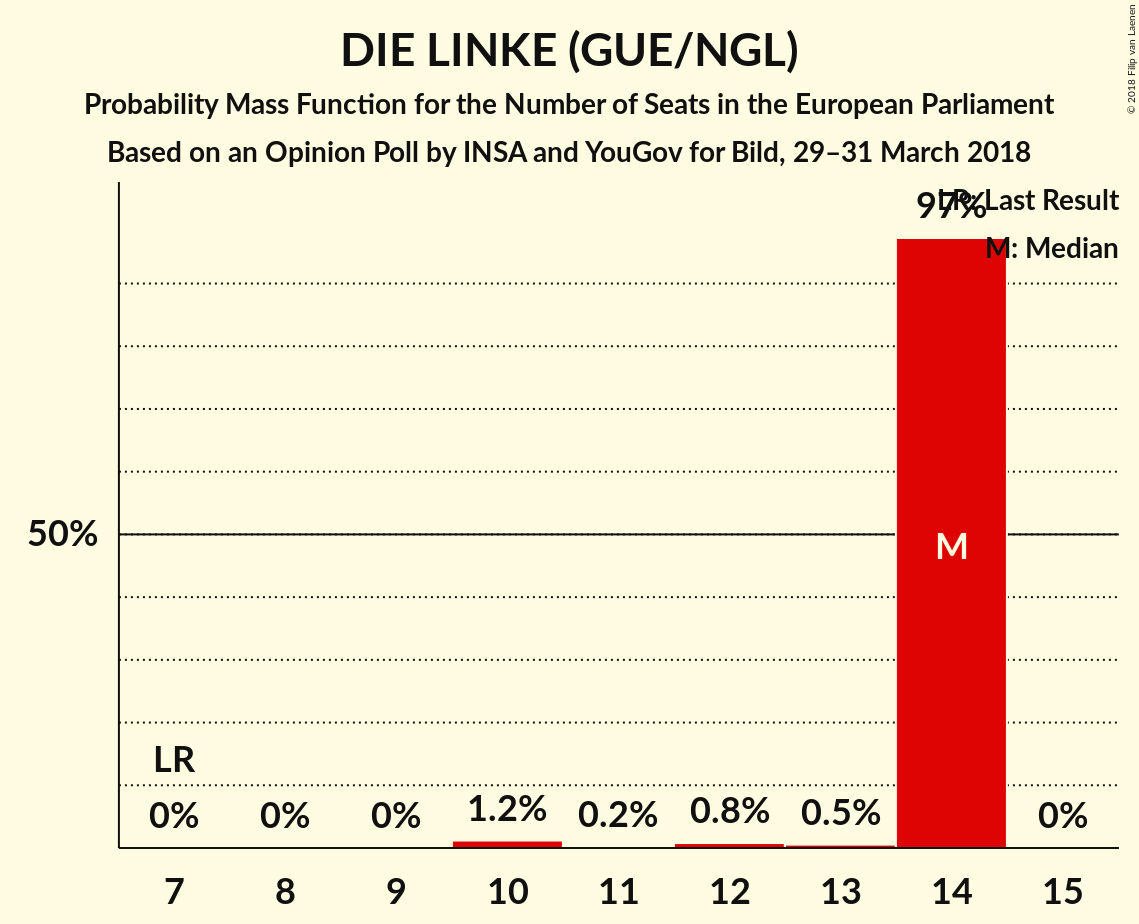 DIE LINKE (GUE/NGL)
Probability Mass Function for the Number of Seats in the European Parliament
Based on an Opinion Poll by INSA and YouGov for Bild, 29–31 March 2018
© 2018 Filip van Laenen
LR: Last Result
M: Median
97%
50%
M
LR
0% 0% 0% 1.2% 0.2% 0.8% 0.5% 0%
7 8 9 10 11 12 13 14 15